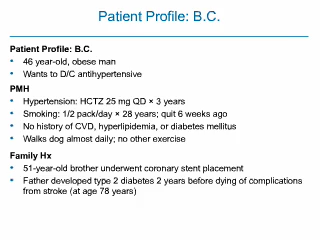 Patient Profile: B.C.
Patient Profile: B.C.
• 46 year-old, obese man
• Wants to D/C antihypertensive
PMH
• Hypertension: HCTZ 25 mg QD × 3 years
• Smoking: 1/2 pack/day × 28 years; quit 6 weeks ago
• No history of CVD, hyperlipidemia, or diabetes mellitus
• Walks dog almost daily; no other exercise
Family Hx
• 51-year-old brother underwent coronary stent placement
• Father developed type 2 diabetes 2 years before dying of complications
from stroke (at age 78 years)